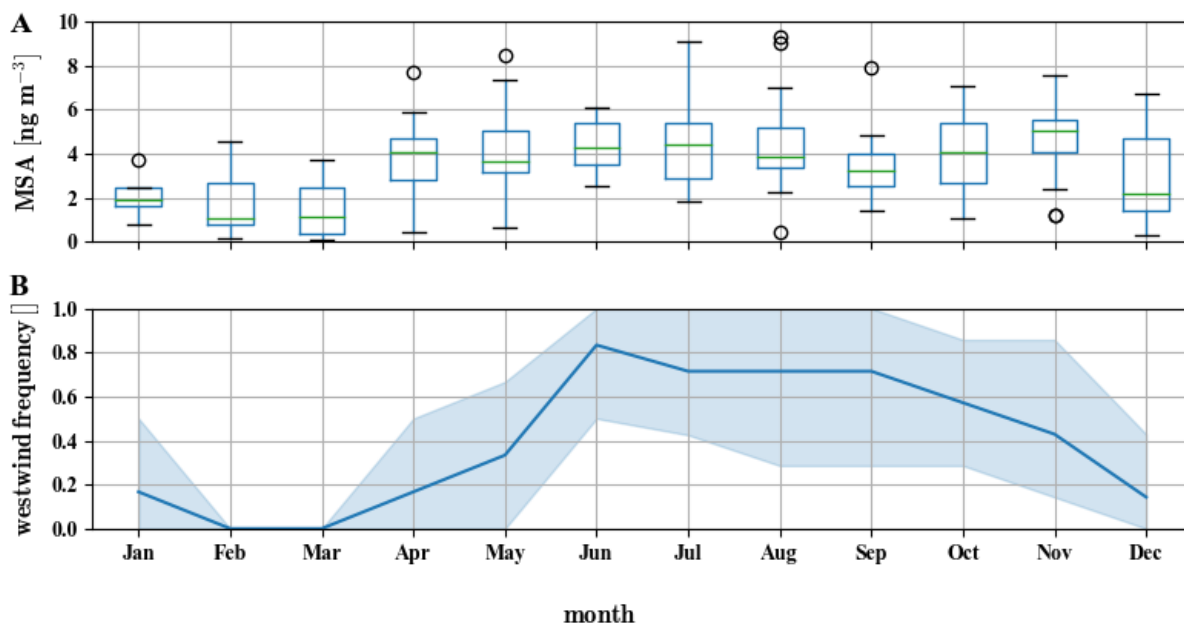 A
MSA [ng m⁻³]
10
8
6
4
2
0
B
westwind frequency []
1.0
0.8
0.6
0.4
0.2
0.0
Jan Feb Mar Apr May Jun Jul Aug Sep Oct Nov Dec
month